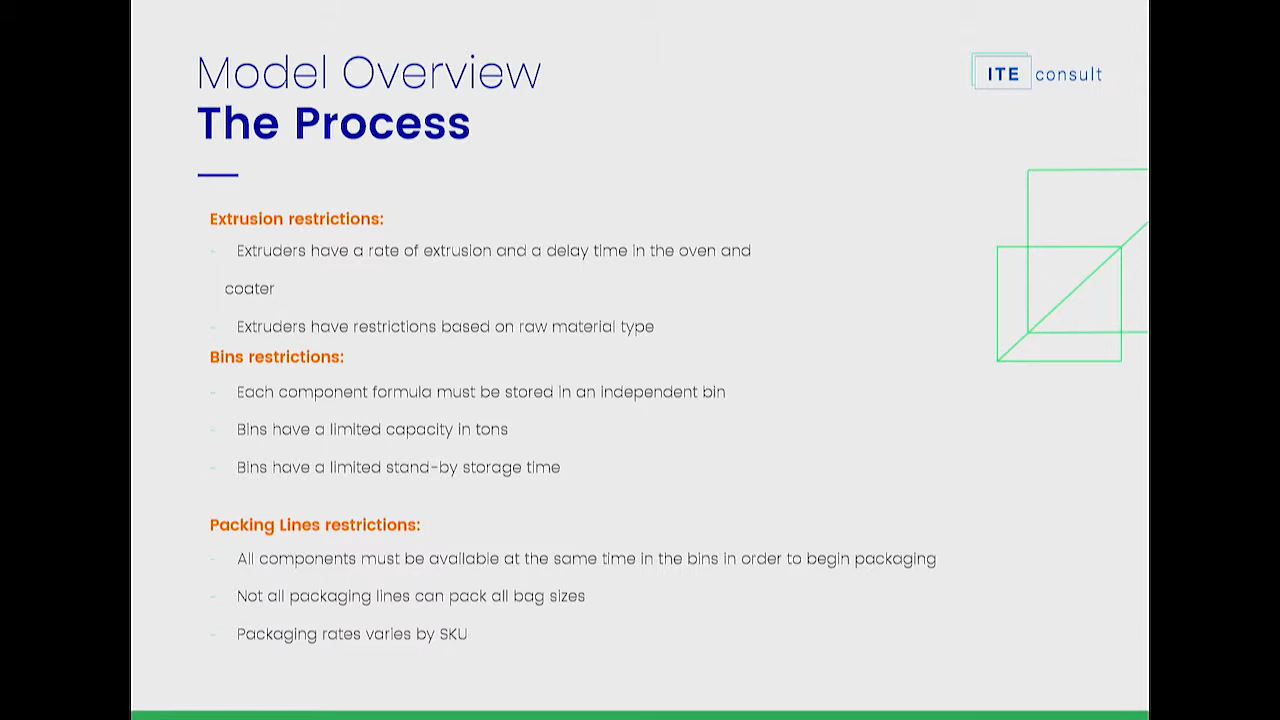 Model Overview
The Process
ITE consult
Extrusion restrictions:
- Extruders have a rate of extrusion and a delay time in the oven and
coater
- Extruders have restrictions based on raw material type
Bins restrictions:
- Each component formula must be stored in an independent bin
- Bins have a limited capacity in tons
- Bins have a limited stand-by storage time
Packing Lines restrictions:
- All components must be available at the same time in the bins in order to begin packaging
- Not all packaging lines can pack all bag sizes
- Packaging rates varies by SKU